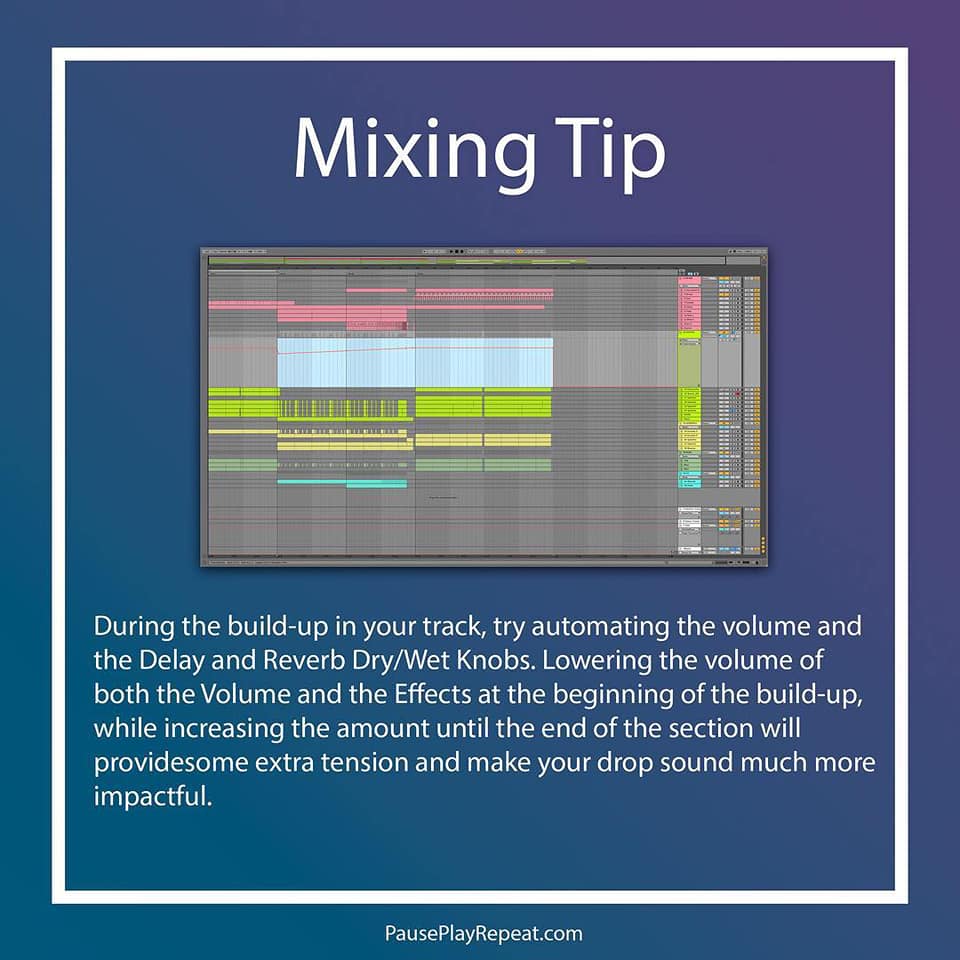 Mixing Tip
During the build-up in your track, try automating the volume and
the Delay and Reverb Dry/Wet Knobs. Lowering the volume of
both the Volume and the Effects at the beginning of the build-up,
while increasing the amount until the end of the section will
providesome extra tension and make your drop sound much more
impactful.
PausePlayRepeat.com